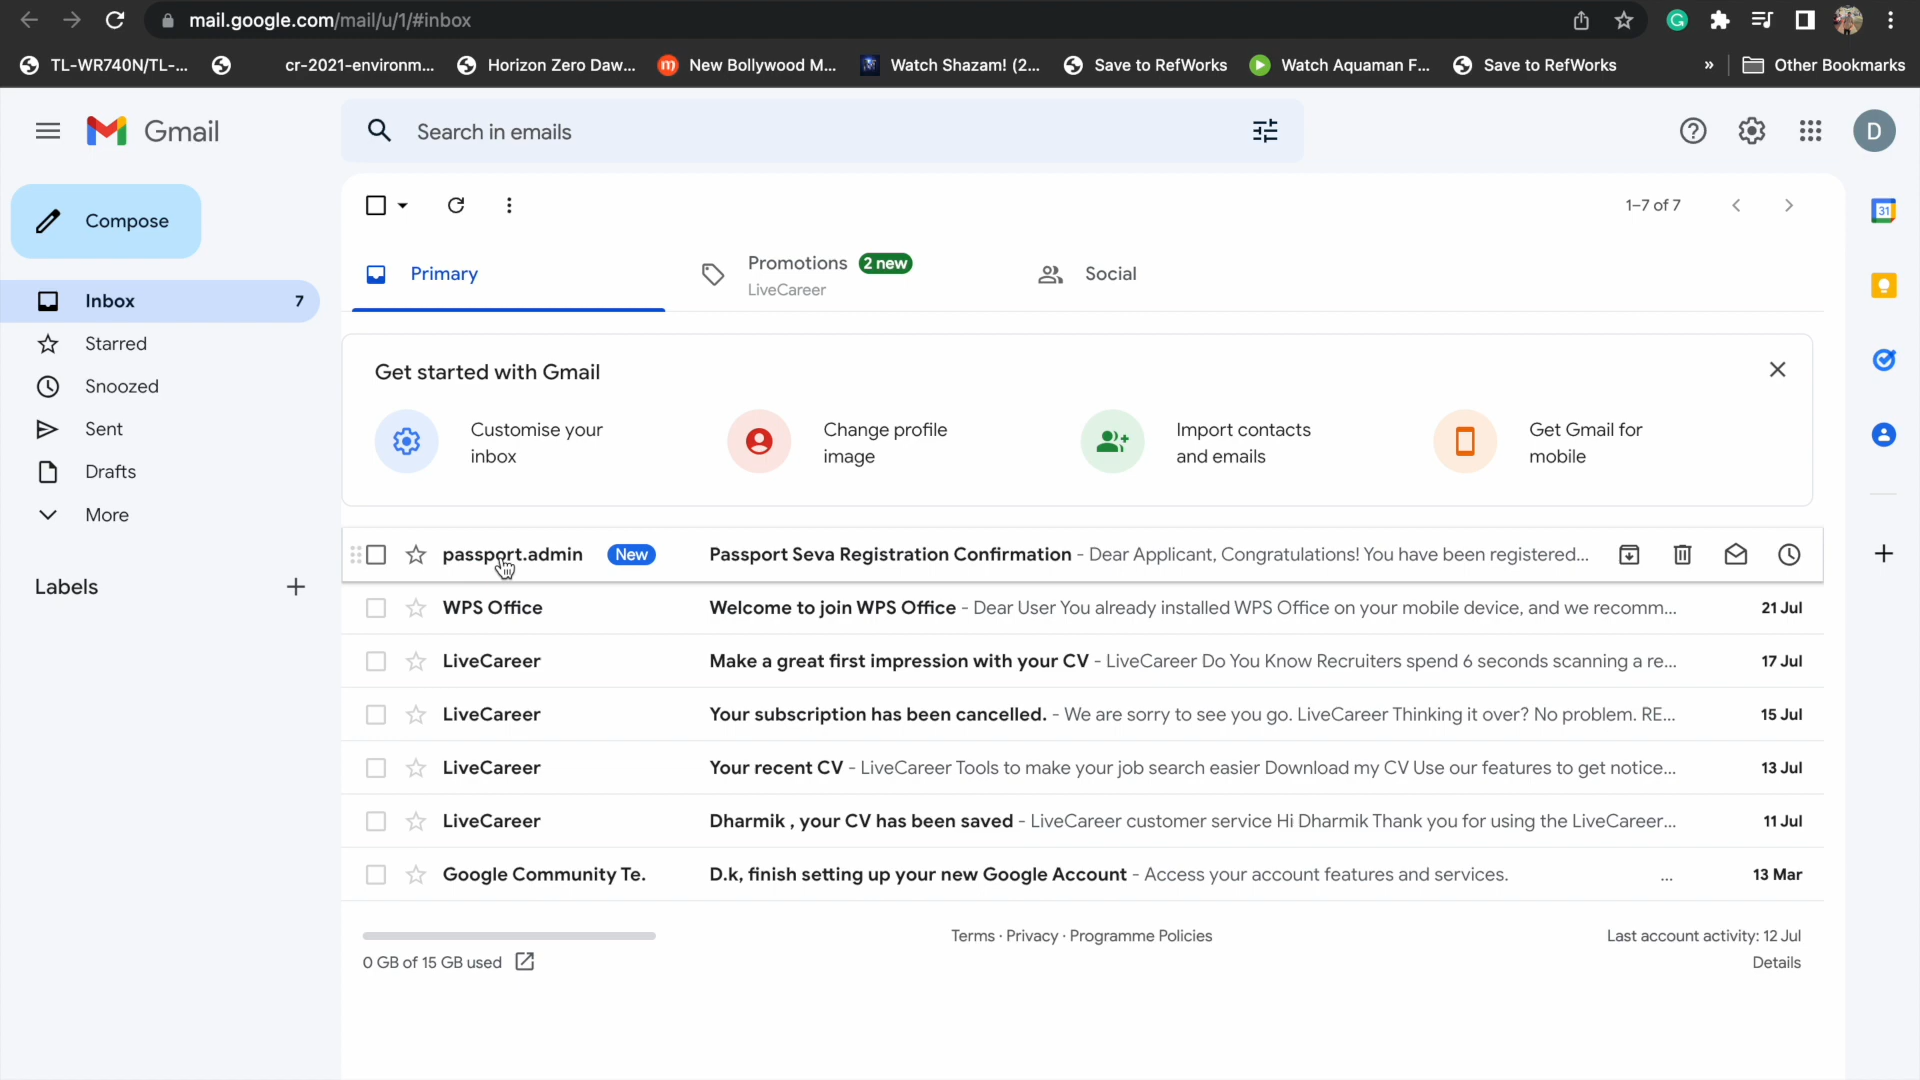 mail.google.com/mail/u/1/#inbox
TL-WR740N/TL-...
cr-2021-environm...
Horizon Zero Daw...
New Bollywood M...
Watch Shazam! (2...
Save to RefWorks
Watch Aquaman F...
Save to RefWorks
»
Other Bookmarks
Gmail
Search in emails
D
Compose
1–7 of 7
31
Primary
Promotions 2 new
LiveCareer
Social
Inbox 7
Starred
Snoozed
Sent
Drafts
More
Labels
Get started with Gmail
Customise your
inbox
Change profile
image
Import contacts
and emails
Get Gmail for
mobile
passport.admin New Passport Seva Registration Confirmation - Dear Applicant, Congratulations! You have been registered...
WPS Office Welcome to join WPS Office - Dear User You already installed WPS Office on your mobile device, and we recomm... 21 Jul
LiveCareer Make a great first impression with your CV - LiveCareer Do You Know Recruiters spend 6 seconds scanning a re... 17 Jul
LiveCareer Your subscription has been cancelled. - We are sorry to see you go. LiveCareer Thinking it over? No problem. RE... 15 Jul
LiveCareer Your recent CV - LiveCareer Tools to make your job search easier Download my CV Use our features to get notice... 13 Jul
LiveCareer Dharmik , your CV has been saved - LiveCareer customer service Hi Dharmik Thank you for using the LiveCareer... 11 Jul
Google Community Te. D.k, finish setting up your new Google Account - Access your account features and services. ... 13 Mar
0 GB of 15 GB used
Terms · Privacy · Programme Policies
Last account activity: 12 Jul
Details